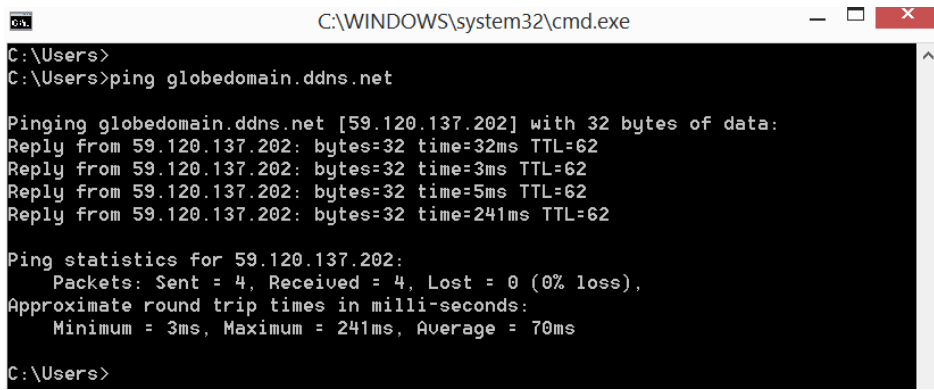 C:\WINDOWS\system32\cmd.exe
C:\Users>
C:\Users>ping globedomain.ddns.net
Pinging globedomain.ddns.net [59.120.137.202] with 32 bytes of data:
Reply from 59.120.137.202: bytes=32 time=32ms TTL=62
Reply from 59.120.137.202: bytes=32 time=3ms TTL=62
Reply from 59.120.137.202: bytes=32 time=5ms TTL=62
Reply from 59.120.137.202: bytes=32 time=241ms TTL=62
Ping statistics for 59.120.137.202:
    Packets: Sent = 4, Received = 4, Lost = 0 (0% loss),
Approximate round trip times in milli-seconds:
    Minimum = 3ms, Maximum = 241ms, Average = 70ms
C:\Users>